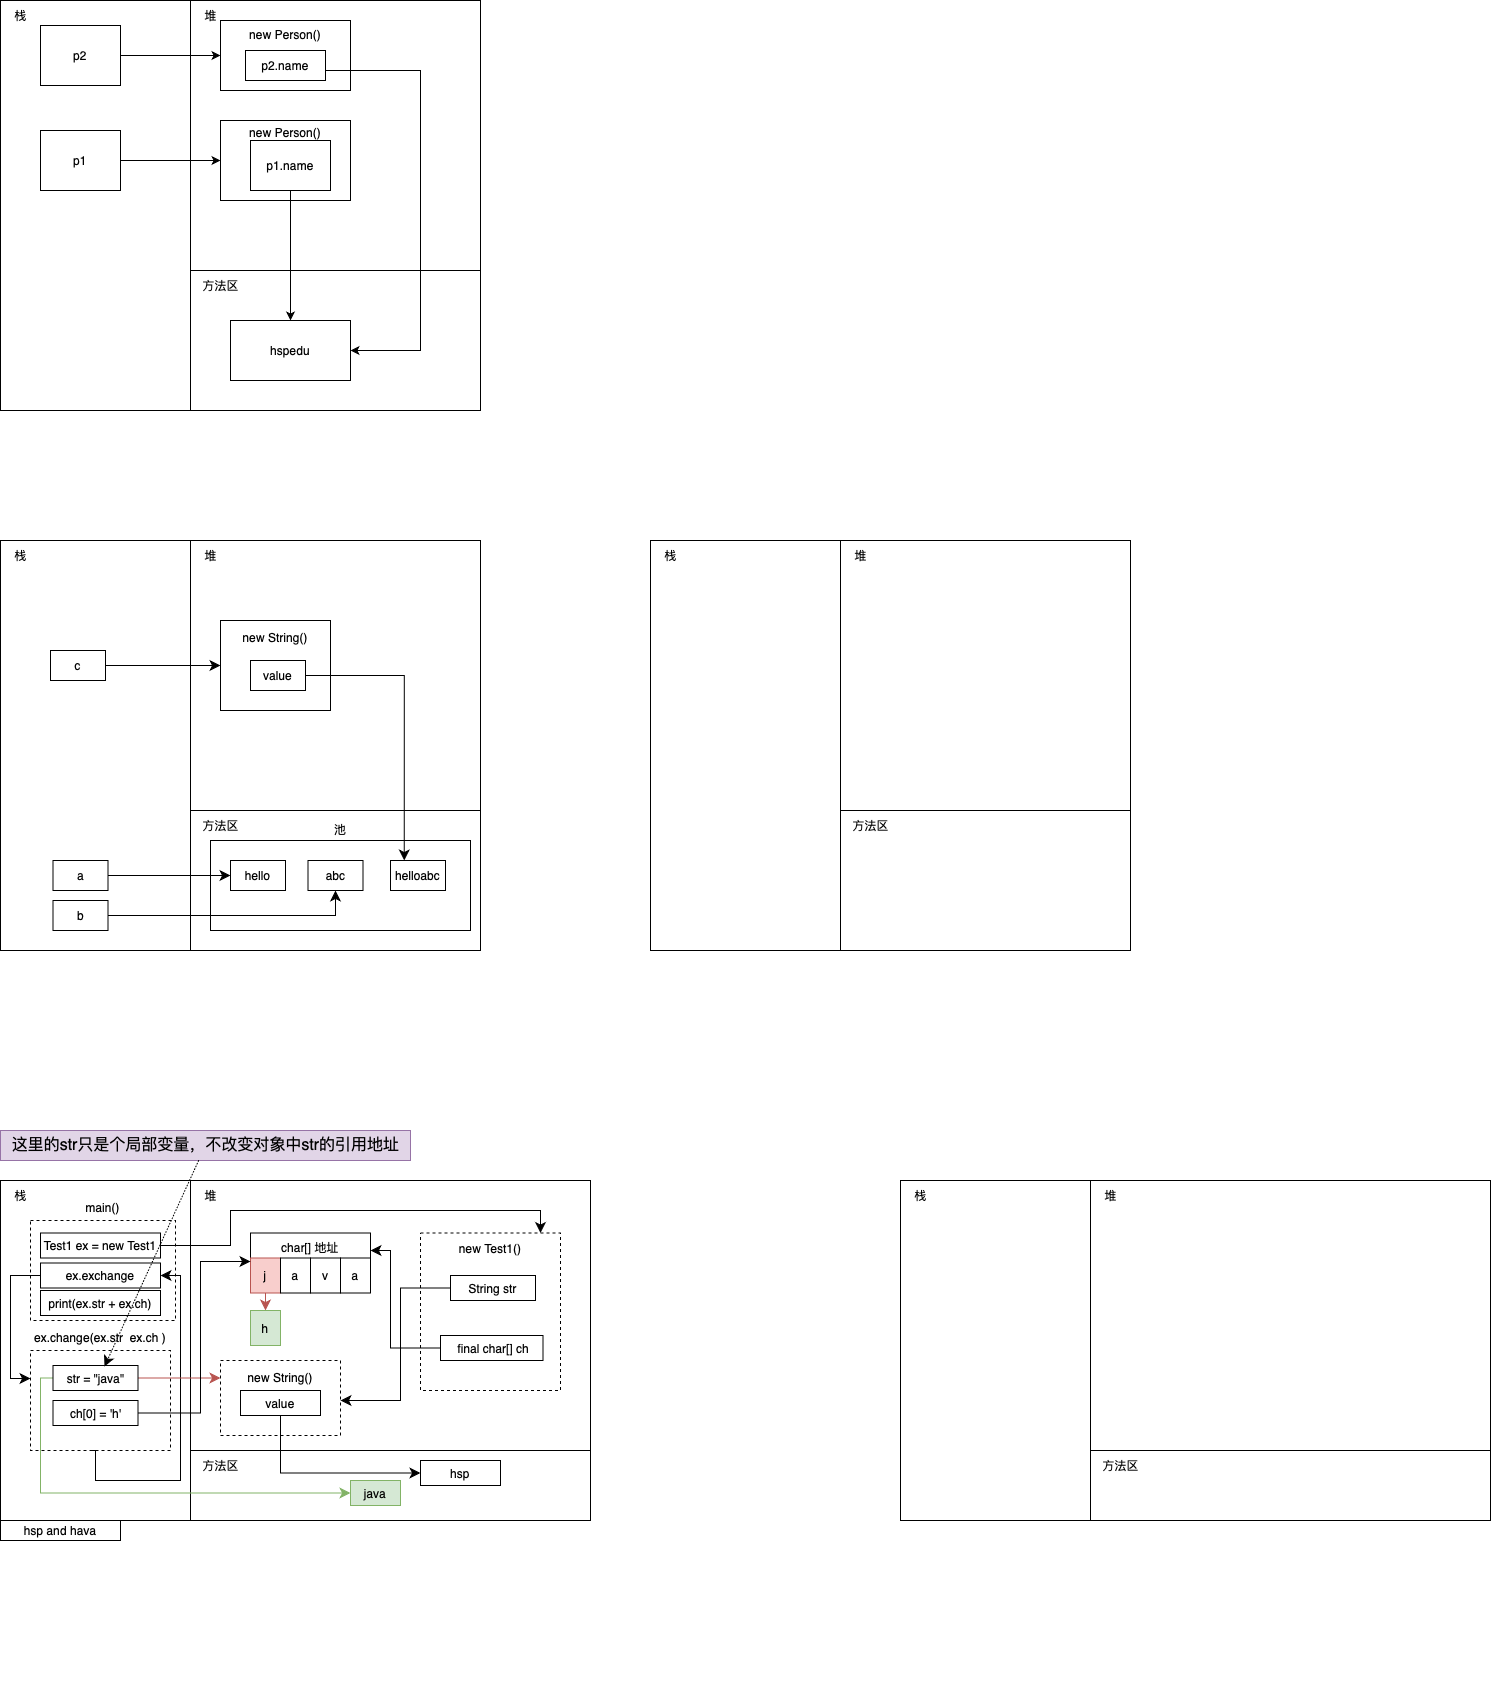 栈
堆
new Person()
p2
p2.name
new Person()
p1
p1.name
方法区
hspedu
栈
堆
new String()
c
value
方法区
池
a
hello
abc
helloabc
b
栈
堆
方法区
这里的str只是个局部变量，不改变对象中str的引用地址
栈
堆
main()
Test1 ex = new Test1
char[] 地址
new Test1()
ex.exchange
j
a
v
a
String str
print(ex.str + ex.ch)
h
ex.change(ex.str ex.ch )
final char[] ch
str = "java"
new String()
value
ch[0] = 'h'
方法区
hsp
java
hsp and hava
栈
堆
方法区